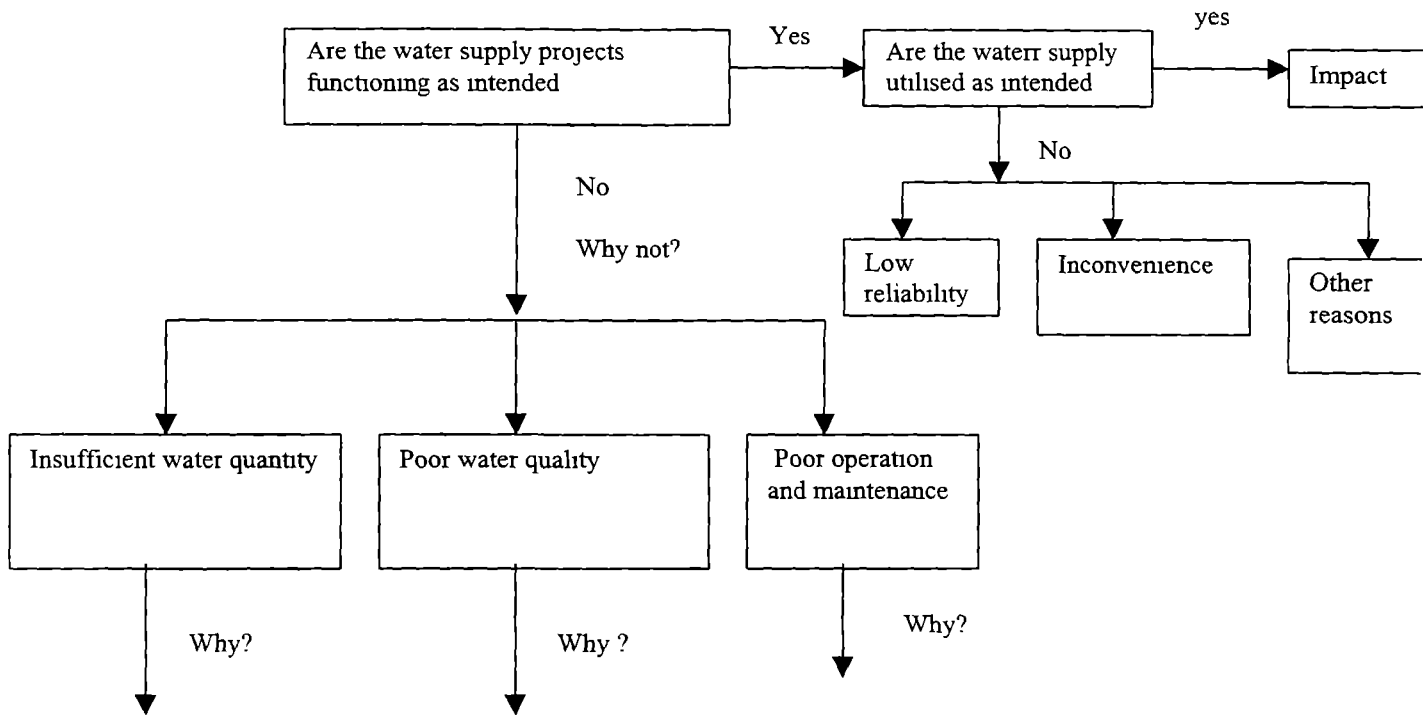 Are the water supply projects
functioning as intended
Yes
Are the waterr supply
utilised as intended
yes
Impact
No
Why not?
No
Low
reliability
Inconvenience
Other
reasons
Insufficient water quantity
Poor water quality
Poor operation
and maintenance
Why?
Why ?
Why?